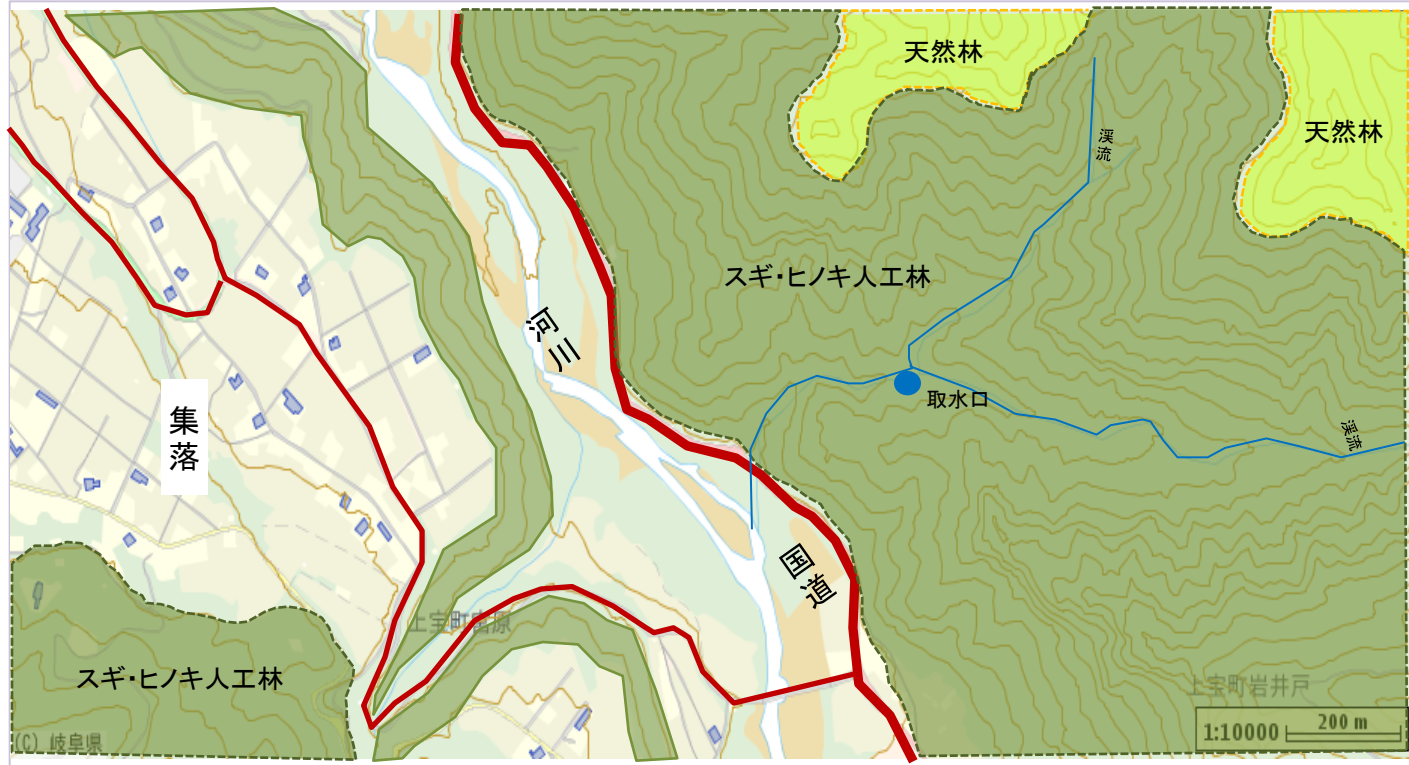 天然林
天然林
渓流
スギ・ヒノキ人工林
河川
取水口
集落
渓流
国道
上宝町宮原
スギ・ヒノキ人工林
上宝町岩井戸
1:10000 200 m
(C) 岐阜県